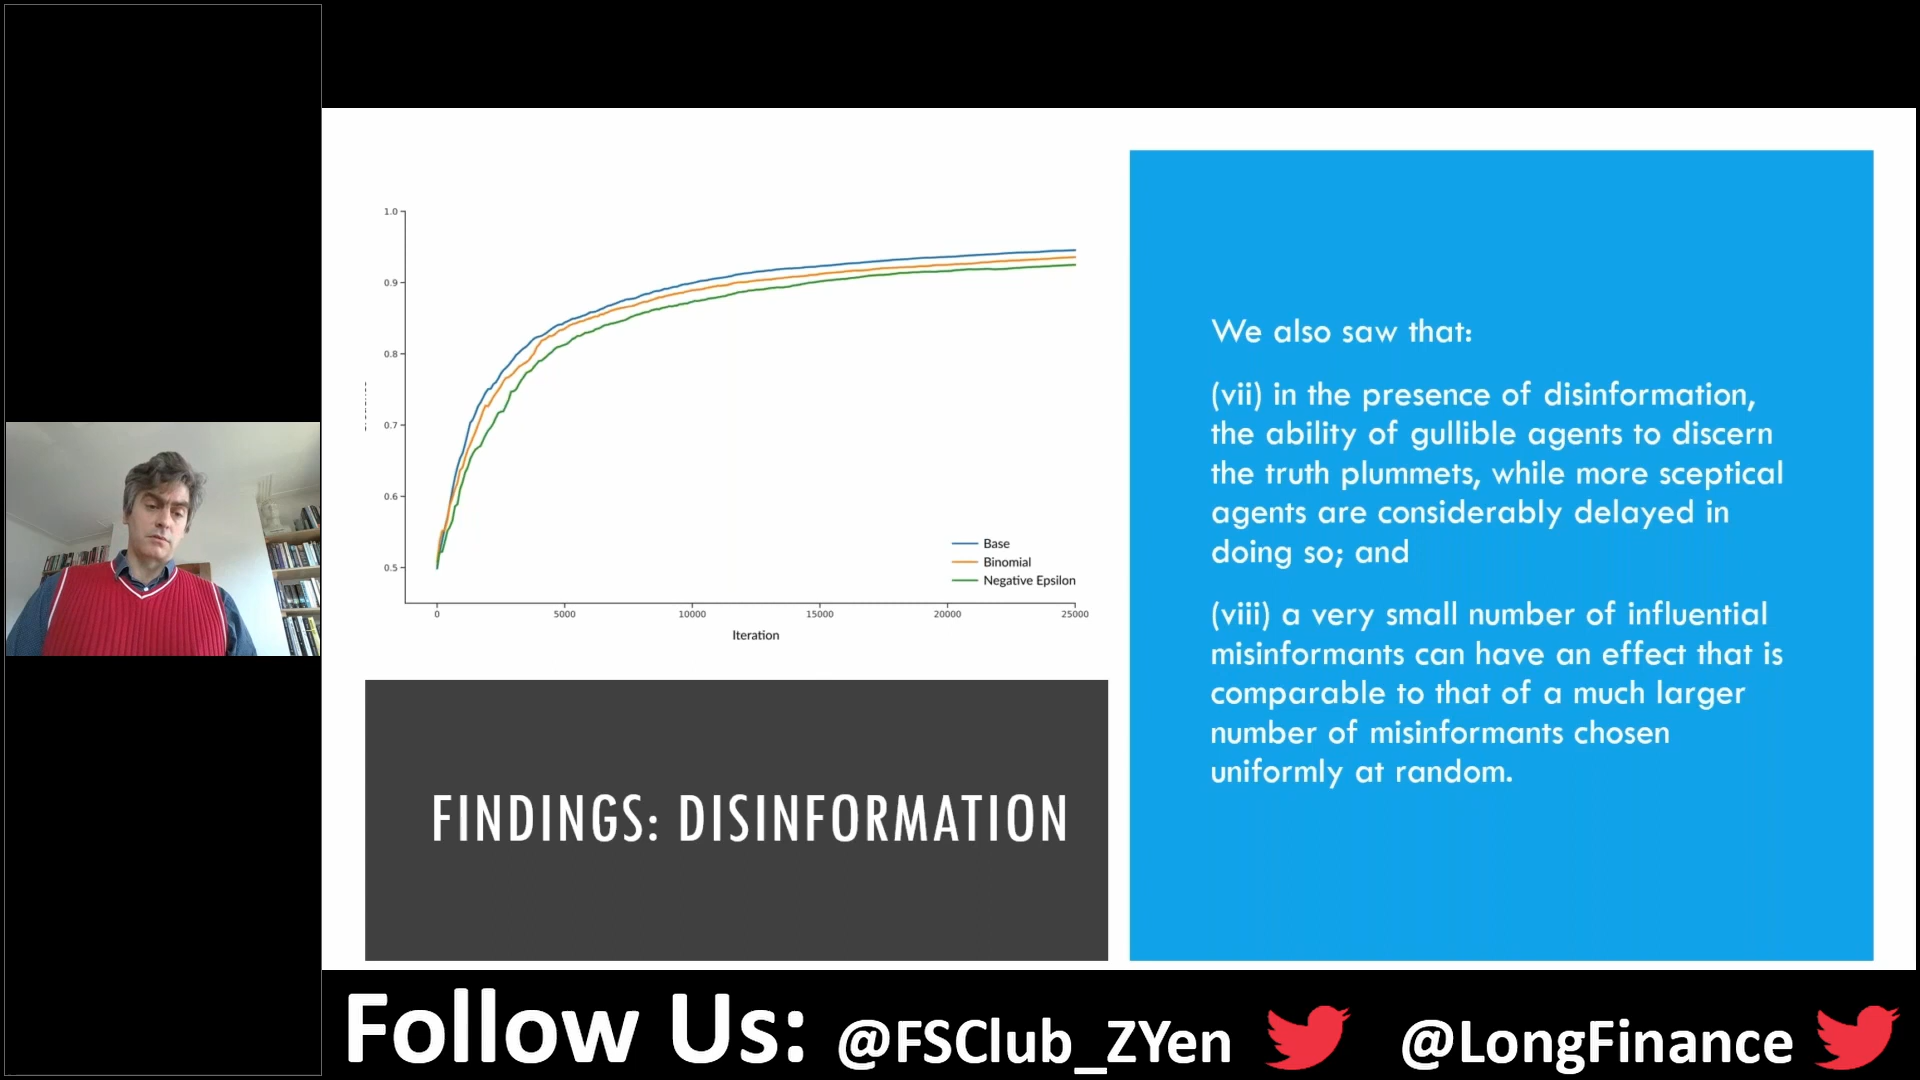 1.0
0.9
0.8
0.7
0.6
0.5
0 5000 10000 15000 20000 25000
Iteration
Base
Binomial
Negative Epsilon
FINDINGS: DISINFORMATION
We also saw that:
(vii) in the presence of disinformation,
the ability of gullible agents to discern
the truth plummets, while more sceptical
agents are considerably delayed in
doing so; and
(viii) a very small number of influential
misinformants can have an effect that is
comparable to that of a much larger
number of misinformants chosen
uniformly at random.
Follow Us: @FSClub_ZYen @LongFinance